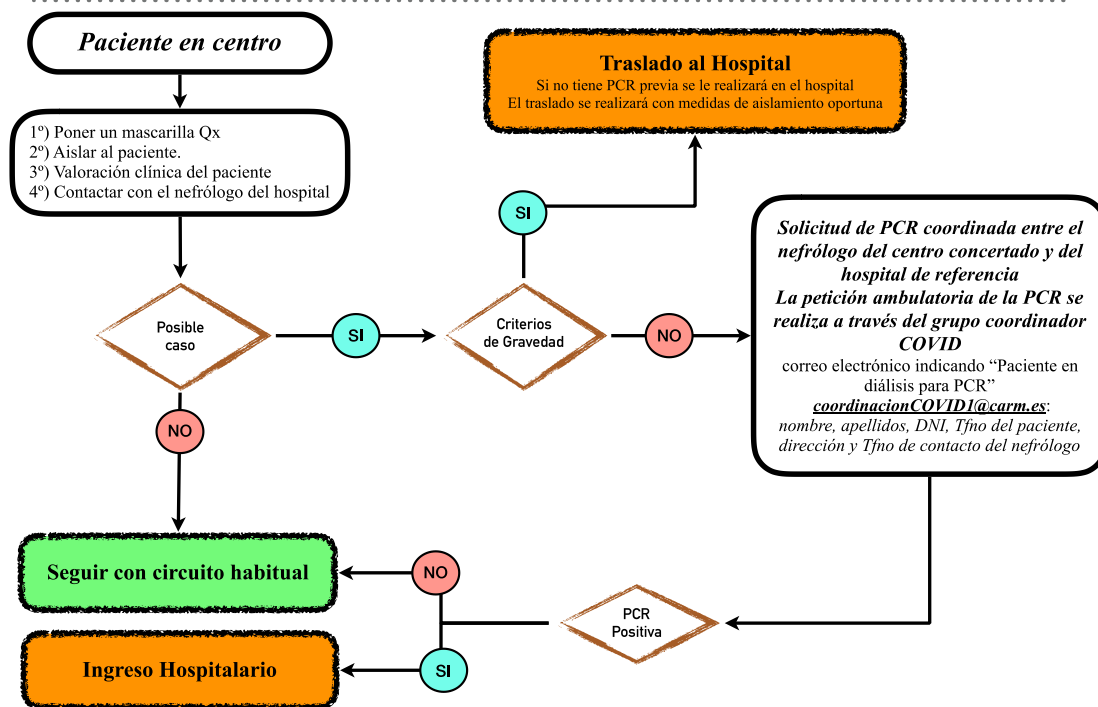 Paciente en centro
1º) Poner un mascarilla Qx
2º) Aislar al paciente.
3º) Valoración clínica del paciente
4º) Contactar con el nefrólogo del hospital
Traslado al Hospital
Si no tiene PCR previa se le realizará en el hospital
El traslado se realizará con medidas de aislamiento oportuna
SI
Posible
caso
SI
Criterios
de Gravedad
NO
Solicitud de PCR coordinada entre el
nefrólogo del centro concertado y del
hospital de referencia
La petición ambulatoria de la PCR se
realiza a través del grupo coordinador
COVID
correo electrónico indicando “Paciente en
diálisis para PCR”
coordinacionCOVID1@carm.es:
nombre, apellidos, DNI, Tfno del paciente,
dirección y Tfno de contacto del nefrólogo
NO
Seguir con circuito habitual
NO
PCR
Positiva
Ingreso Hospitalario
SI